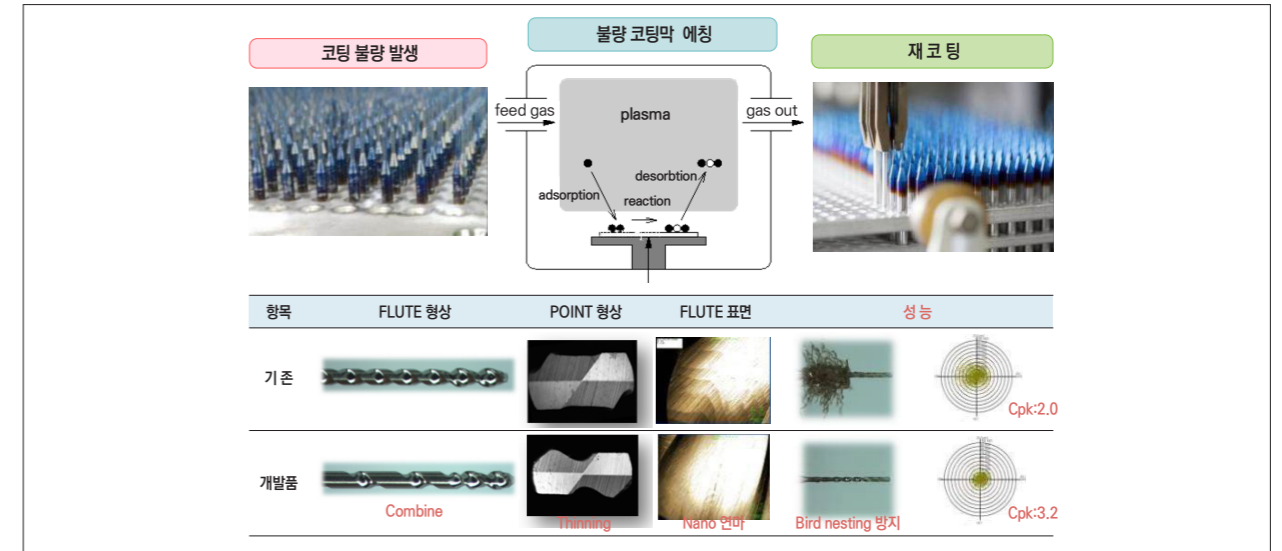 코팅 불량 발생
불량 코팅막 에칭
재 코 팅
feed gas
plasma
gas out
adsorption
reaction
desorbtion
항목 FLUTE 형상 POINT 형상 FLUTE 표면 성 능
기 존
Cpk:2.0
개발품
Combine
Thinning
Nano 연마
Bird nesting 방지
Cpk:3.2